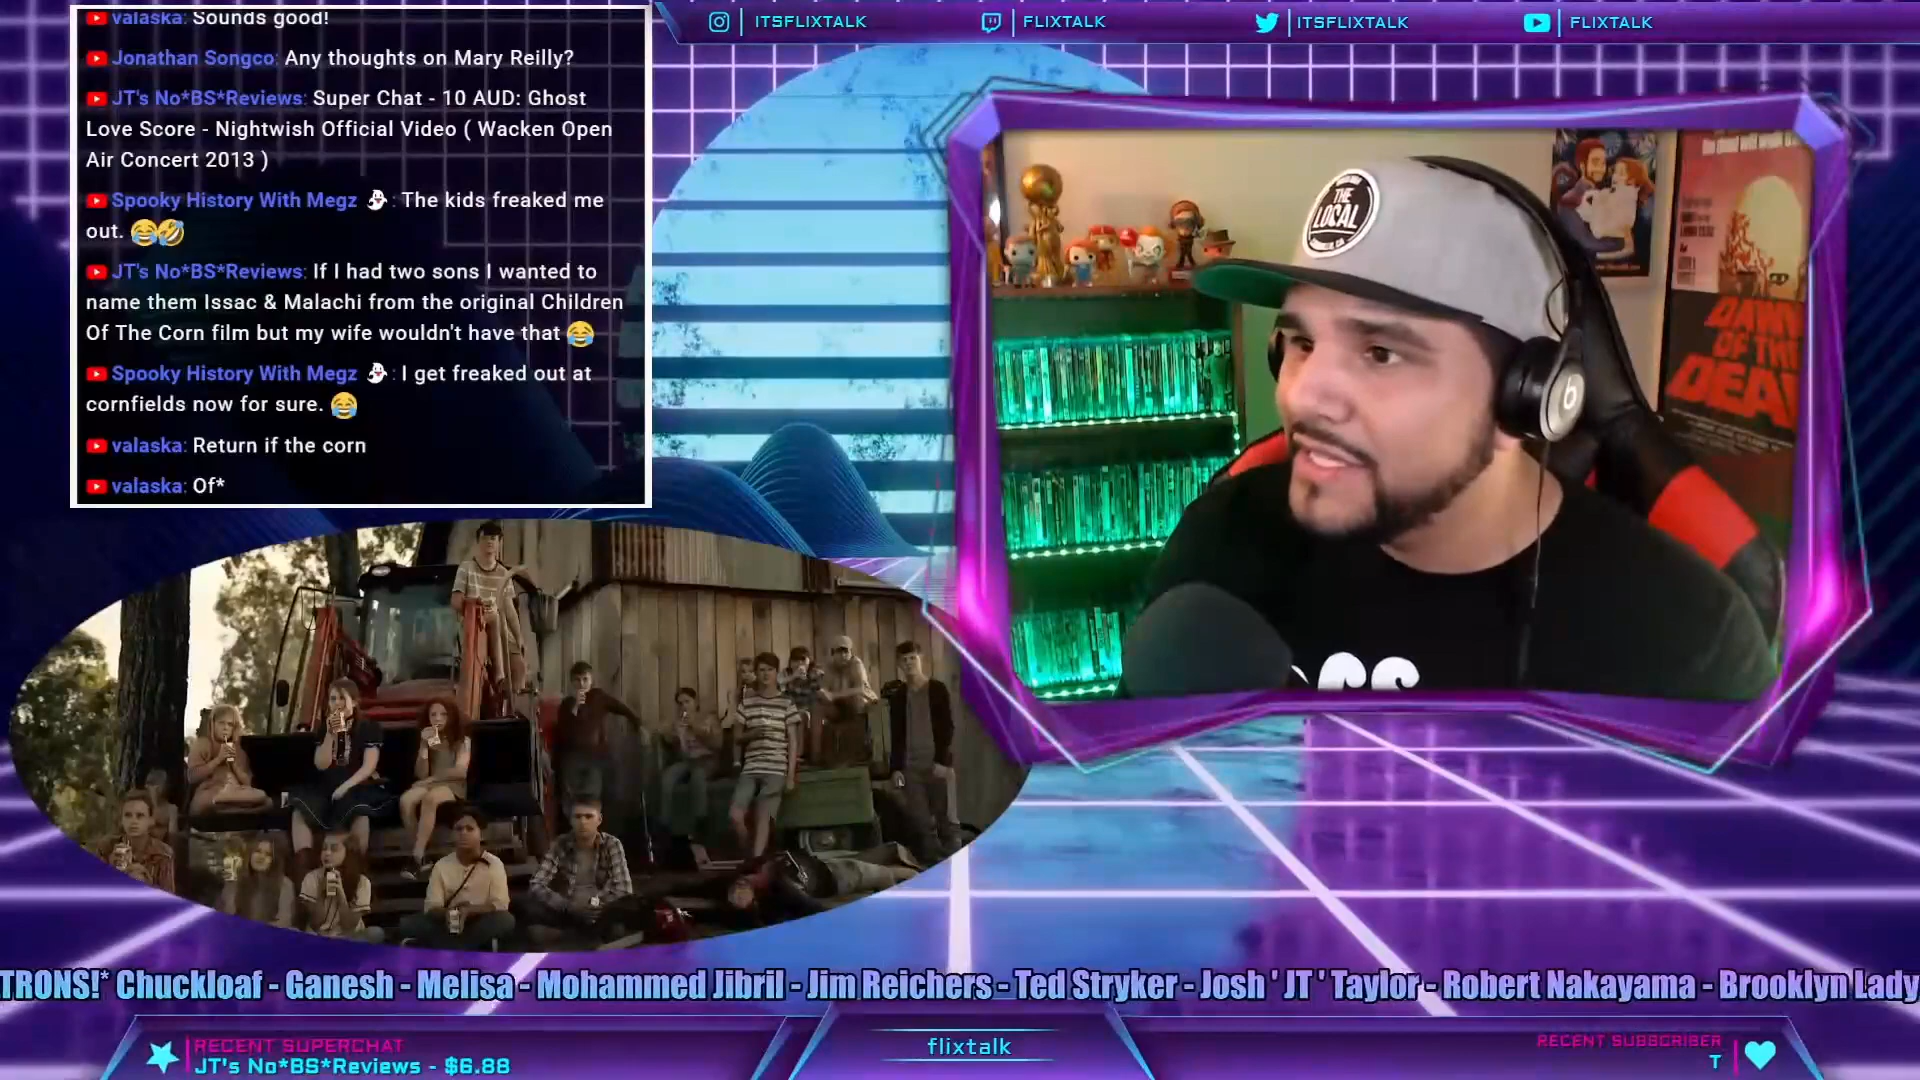 valaska: Sounds good!
Jonathan Songco: Any thoughts on Mary Reilly?
JT's No*BS*Reviews: Super Chat - 10 AUD: Ghost
Love Score - Nightwish Official Video ( Wacken Open
Air Concert 2013 )
Spooky History With Megz 👻: The kids freaked me
out. 😂🤣
JT's No*BS*Reviews: If I had two sons I wanted to
name them Issac & Malachi from the original Children
Of The Corn film but my wife wouldn't have that 😂
Spooky History With Megz 👻: I get freaked out at
cornfields now for sure. 😂
valaska: Return if the corn
valaska: Of*
ITSFLIXTALK
FLIXTALK
ITSFLIXTALK
FLIXTALK
THE
LOCAL
b
DAWN
OF THE
DEAD
TRONS!* Chuckloaf - Ganesh - Melisa - Mohammed Jibril - Jim Reichers - Ted Stryker - Josh ' JT ' Taylor - Robert Nakayama - Brooklyn Lady
RECENT SUPERCHAT
JT's No*BS*Reviews - $6.88
flixtalk
RECENT SUBSCRIBER
T